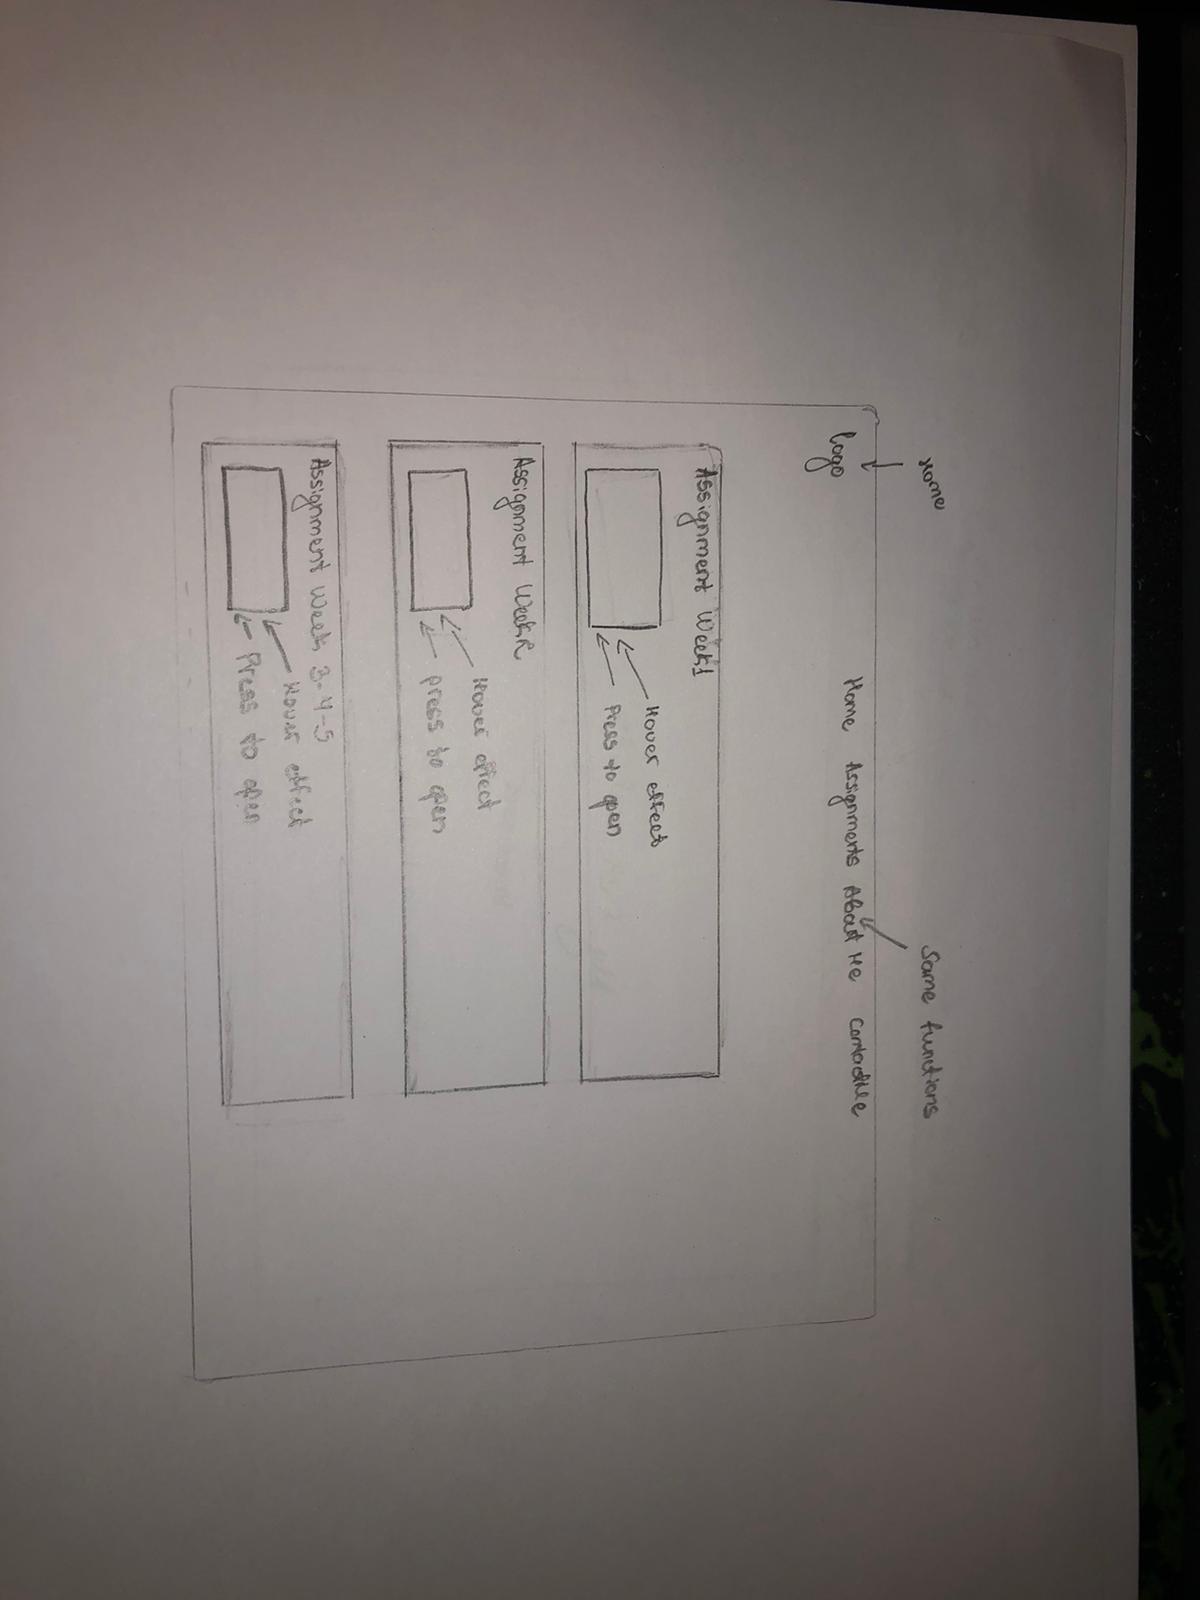 Home
Same functions
logo
Home Assignments About Me ContactMe
Assignment Week1
Hover effect
Press to open
Assignment Week2
Hover effect
press to open
Assignment Week 3-4-5
Hover effect
Press to open